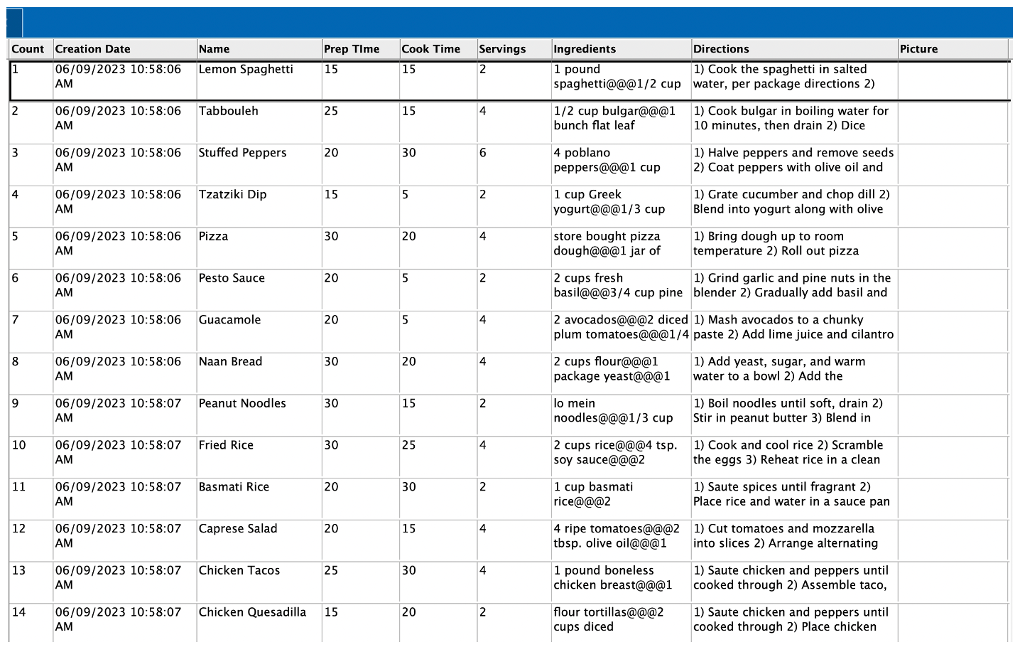 Count Creation Date Name Prep TIme Cook Time Servings Ingredients Directions Picture
1 06/09/2023 10:58:06 Lemon Spaghetti 15 15 2 1 pound 1) Cook the spaghetti in salted
AM spaghetti@@@1/2 cup water, per package directions 2)
2 06/09/2023 10:58:06 Tabbouleh 25 15 4 1/2 cup bulgar@@@1 1) Cook bulgar in boiling water for
AM bunch flat leaf 10 minutes, then drain 2) Dice
3 06/09/2023 10:58:06 Stuffed Peppers 20 30 6 4 poblano 1) Halve peppers and remove seeds
AM peppers@@@1 cup 2) Coat peppers with olive oil and
4 06/09/2023 10:58:06 Tzatziki Dip 15 5 2 1 cup Greek 1) Grate cucumber and chop dill 2)
AM yogurt@@@1/3 cup Blend into yogurt along with olive
5 06/09/2023 10:58:06 Pizza 30 20 4 store bought pizza 1) Bring dough up to room
AM dough@@@1 jar of temperature 2) Roll out pizza
6 06/09/2023 10:58:06 Pesto Sauce 20 5 2 2 cups fresh 1) Grind garlic and pine nuts in the
AM basil@@@3/4 cup pine blender 2) Gradually add basil and
7 06/09/2023 10:58:06 Guacamole 20 5 4 2 avocados@@@2 diced 1) Mash avocados to a chunky
AM plum tomatoes@@@1/4 paste 2) Add lime juice and cilantro
8 06/09/2023 10:58:06 Naan Bread 30 20 4 2 cups flour@@@1 1) Add yeast, sugar, and warm
AM package yeast@@@1 water to a bowl 2) Add the
9 06/09/2023 10:58:07 Peanut Noodles 30 15 2 lo mein 1) Boil noodles until soft, drain 2)
AM noodles@@@1/3 cup Stir in peanut butter 3) Blend in
10 06/09/2023 10:58:07 Fried Rice 30 25 4 2 cups rice@@@4 tsp. 1) Cook and cool rice 2) Scramble
AM soy sauce@@@2 the eggs 3) Reheat rice in a clean
11 06/09/2023 10:58:07 Basmati Rice 20 30 2 1 cup basmati 1) Saute spices until fragrant 2)
AM rice@@@2 Place rice and water in a sauce pan
12 06/09/2023 10:58:07 Caprese Salad 20 15 4 4 ripe tomatoes@@@2 1) Cut tomatoes and mozzarella
AM tbsp. olive oil@@@1 into slices 2) Arrange alternating
13 06/09/2023 10:58:07 Chicken Tacos 25 30 4 1 pound boneless 1) Saute chicken and peppers until
AM chicken breast@@@1 cooked through 2) Assemble taco,
14 06/09/2023 10:58:07 Chicken Quesadilla 15 20 2 flour tortillas@@@2 1) Saute chicken and peppers until
AM cups diced cooked through 2) Place chicken